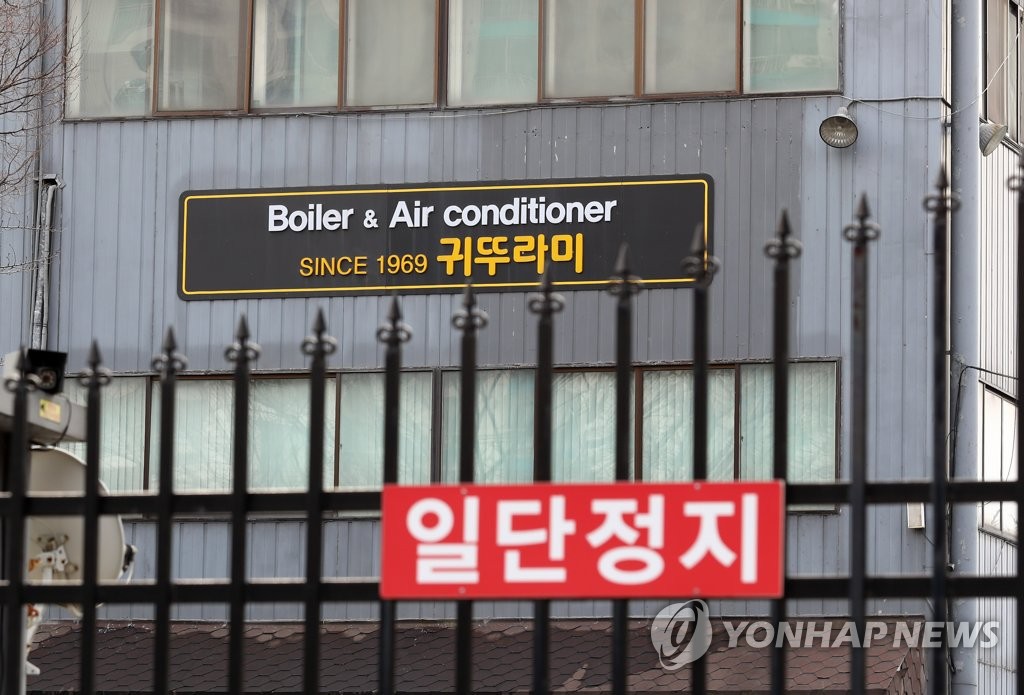 Boiler & Air conditioner
SINCE 1969 귀뚜라미
일단정지
YONHAP NEWS